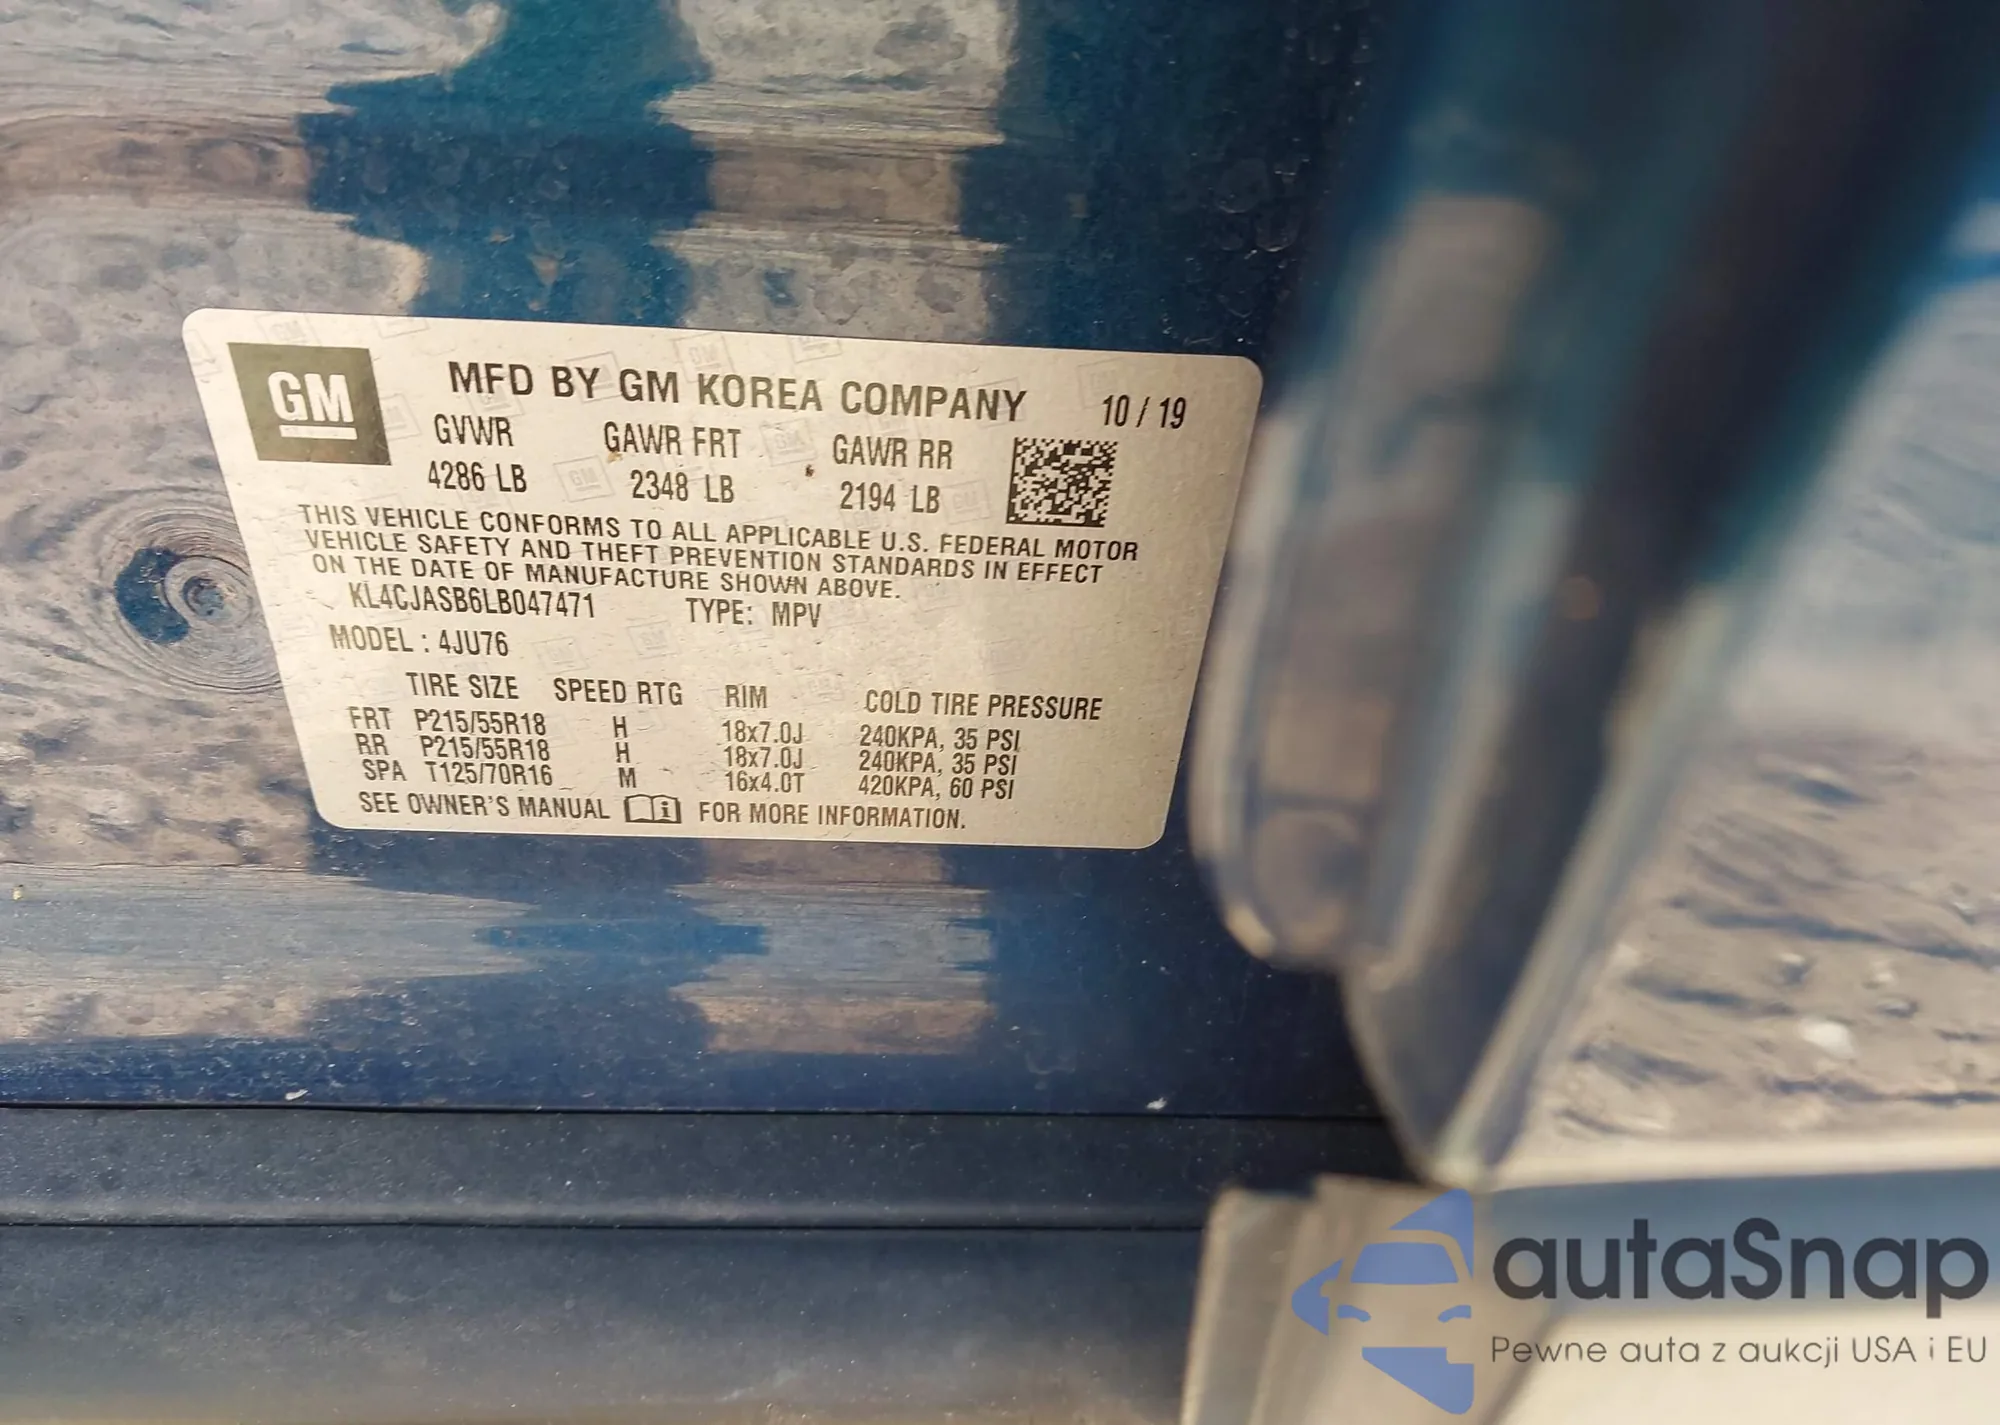 GM
MFD BY GM KOREA COMPANY 10 / 19
GVWR GAWR FRT GAWR RR
4286 LB 2348 LB 2194 LB
THIS VEHICLE CONFORMS TO ALL APPLICABLE U.S. FEDERAL MOTOR
VEHICLE SAFETY AND THEFT PREVENTION STANDARDS IN EFFECT
ON THE DATE OF MANUFACTURE SHOWN ABOVE.
KL4CJASB6LB047471 TYPE: MPV
MODEL : 4JU76
TIRE SIZE SPEED RTG RIM COLD TIRE PRESSURE
FRT P215/55R18 H 18x7.0J 240KPA, 35 PSI
RR P215/55R18 H 18x7.0J 240KPA, 35 PSI
SPA T125/70R16 M 16x4.0T 420KPA, 60 PSI
SEE OWNER'S MANUAL FOR MORE INFORMATION.
autaSnap
Pewne auta z aukcji USA i EU